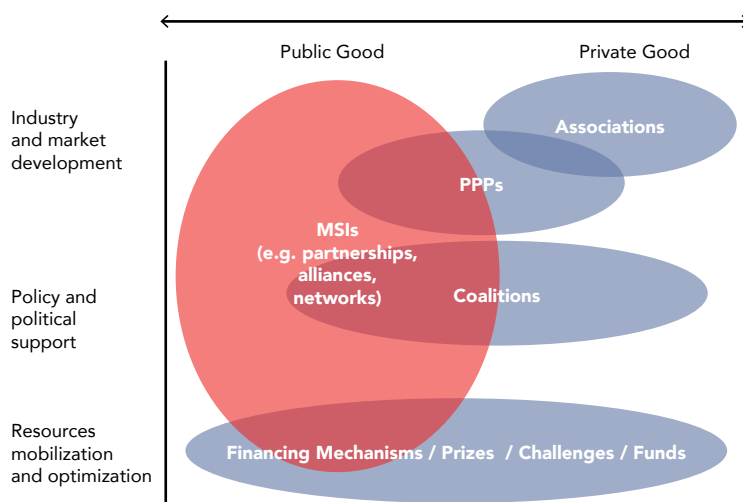 Public Good
Private Good
Industry
and market
development
Associations
PPPs
MSIs
(e.g. partnerships,
alliances,
networks)
Policy and
political
support
Coalitions
Resources
mobilization
and optimization
Financing Mechanisms / Prizes / Challenges / Funds